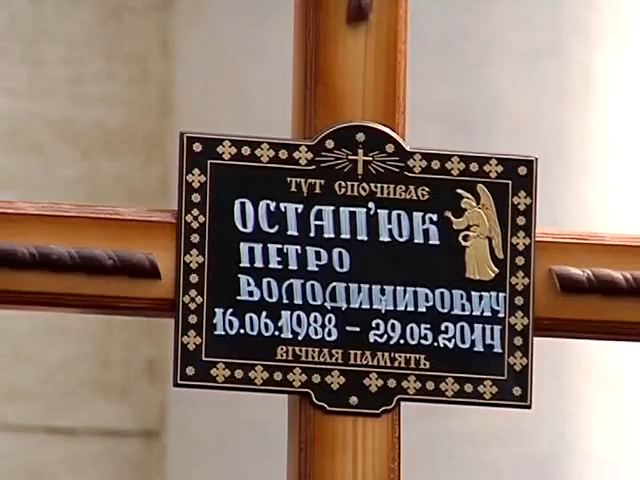 ТУТ СПОЧИВАЄ
ОСТАП'ЮК
ПЕТРО
ВОЛОДИМИРОВИЧ
16.06.1988 – 29.05.2014
ВІЧНАЯ ПАМ'ЯТЬ